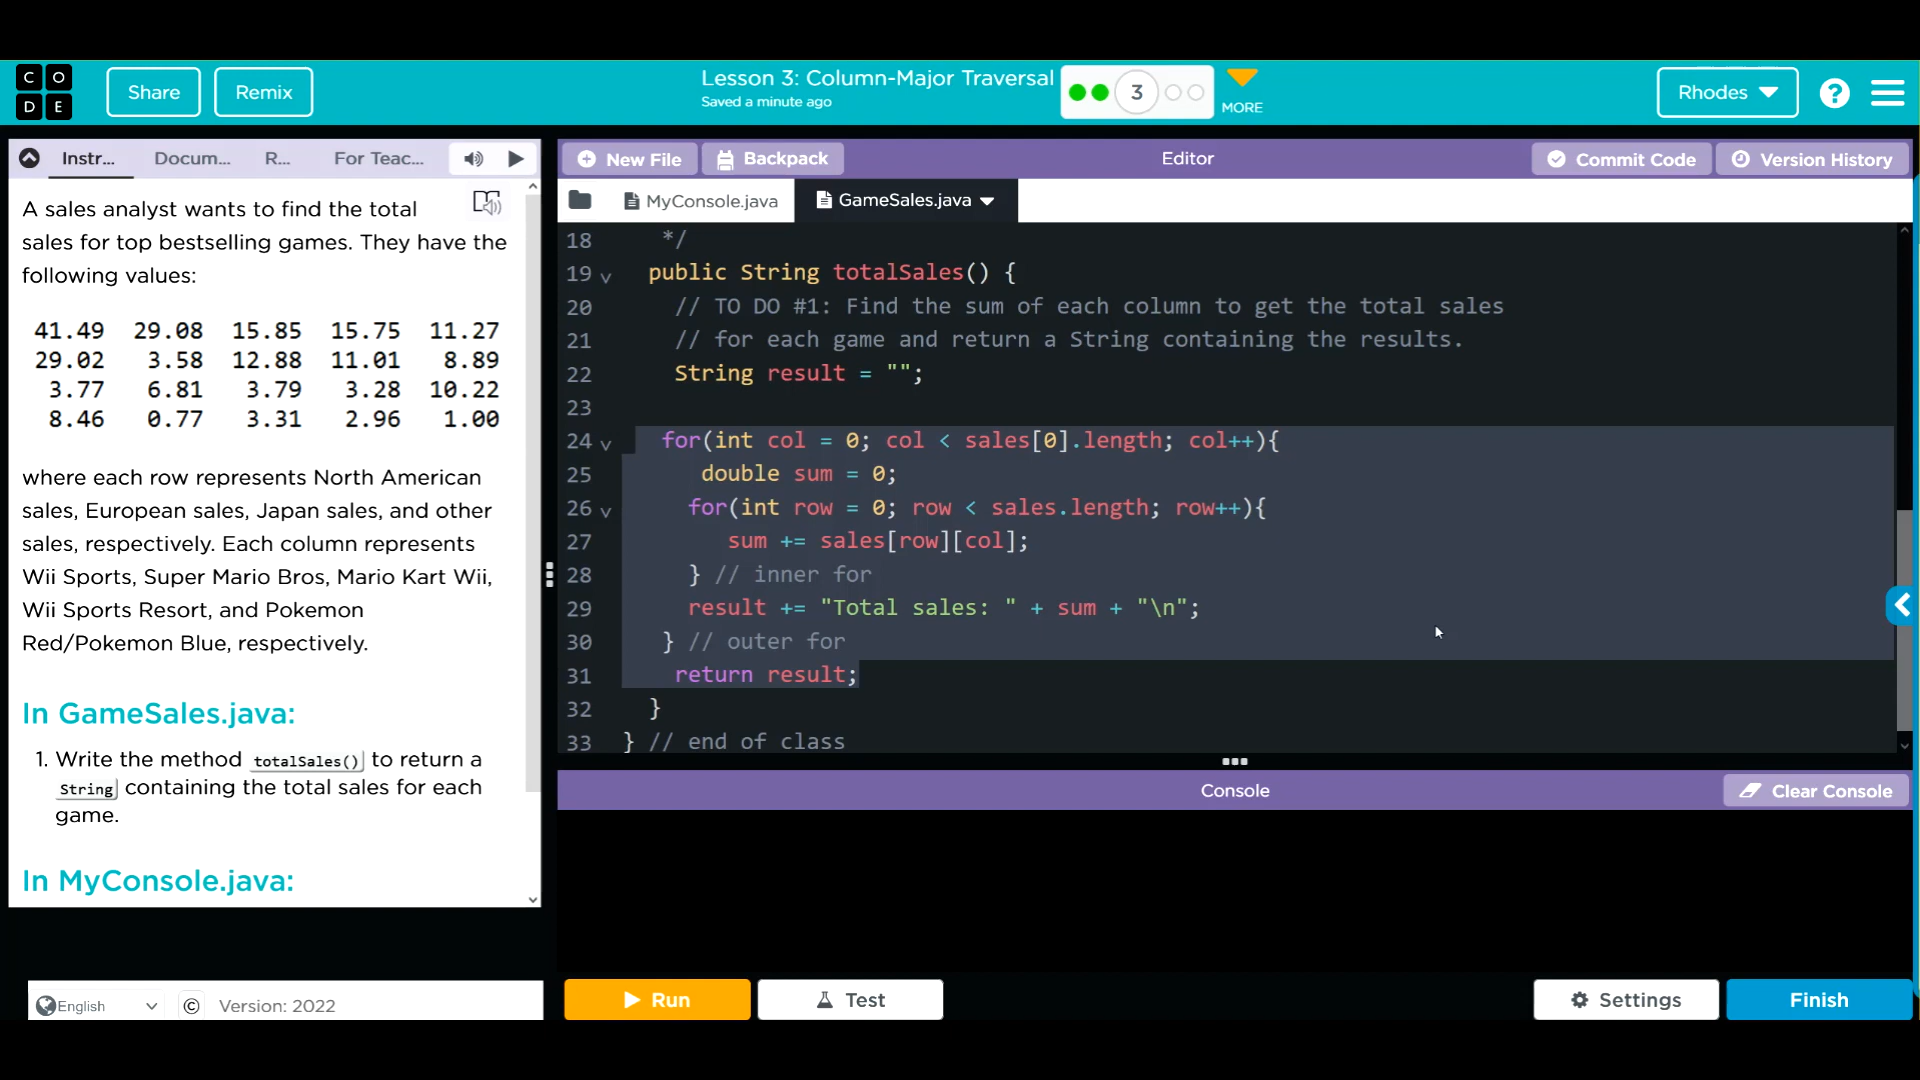 CODE
Share
Remix
Lesson 3: Column-Major Traversal
Saved a minute ago
3
MORE
Rhodes
?
Instr...
Docum...
R...
For Teac...
A sales analyst wants to find the total
sales for top bestselling games. They have the
following values:
41.49 29.08 15.85 15.75 11.27
29.02 3.58 12.88 11.01 8.89
3.77 6.81 3.79 3.28 10.22
8.46 0.77 3.31 2.96 1.00
where each row represents North American
sales, European sales, Japan sales, and other
sales, respectively. Each column represents
Wii Sports, Super Mario Bros, Mario Kart Wii,
Wii Sports Resort, and Pokemon
Red/Pokemon Blue, respectively.
In GameSales.java:
1. Write the method totalSales() to return a
String containing the total sales for each
game.
In MyConsole.java:
English
©
Version: 2022
New File
Backpack
Editor
Commit Code
Version History
MyConsole.java
GameSales.java
18 */
19 public String totalSales() {
20 // TO DO #1: Find the sum of each column to get the total sales
21 // for each game and return a String containing the results.
22 String result = "";
23
24 for(int col = 0; col < sales[0].length; col++){
25 double sum = 0;
26 for(int row = 0; row < sales.length; row++){
27 sum += sales[row][col];
28 } // inner for
29 result += "Total sales: " + sum + "\n";
30 } // outer for
31 return result;
32 }
33 } // end of class
Console
Clear Console
Run
Test
Settings
Finish